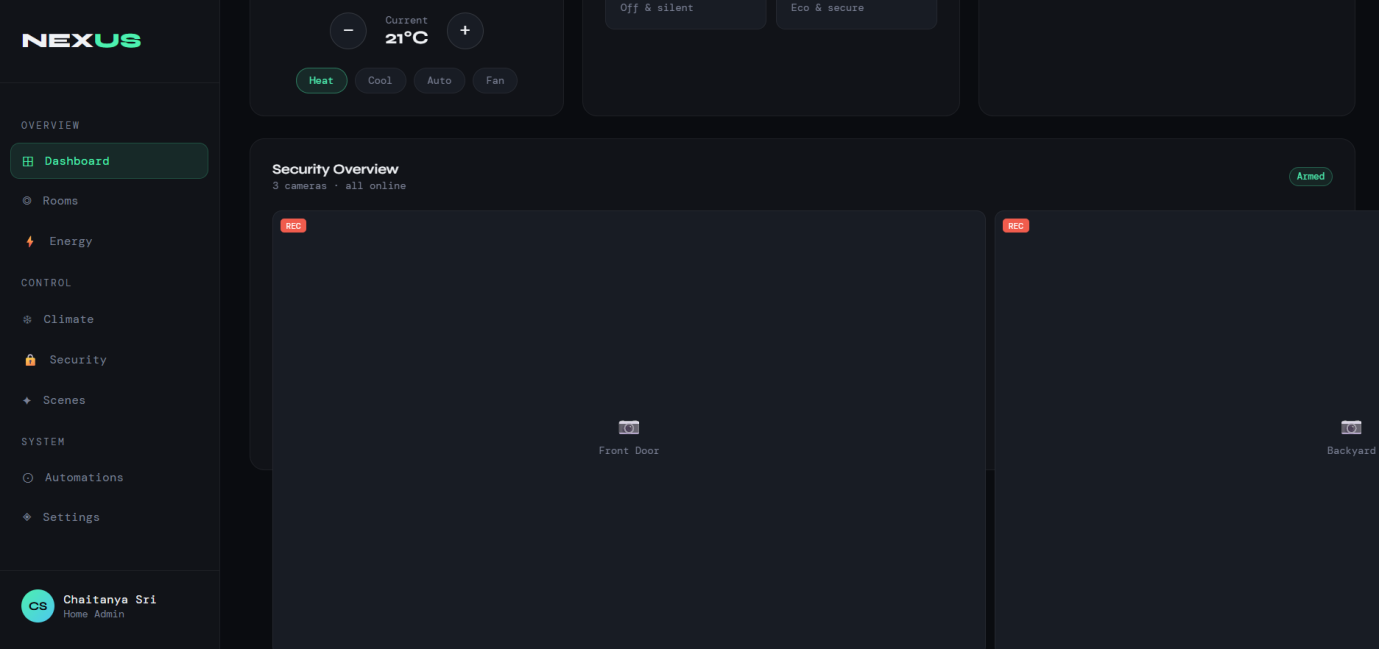 NEXUS
OVERVIEW
Dashboard
Rooms
Energy
CONTROL
Climate
Security
Scenes
SYSTEM
Automations
Settings
CS
Chaitanya Sri
Home Admin
−
Current
21°C
+
Heat
Cool
Auto
Fan
Off & silent
Eco & secure
Security Overview
3 cameras · all online
Armed
REC
Front Door
REC
Backyard